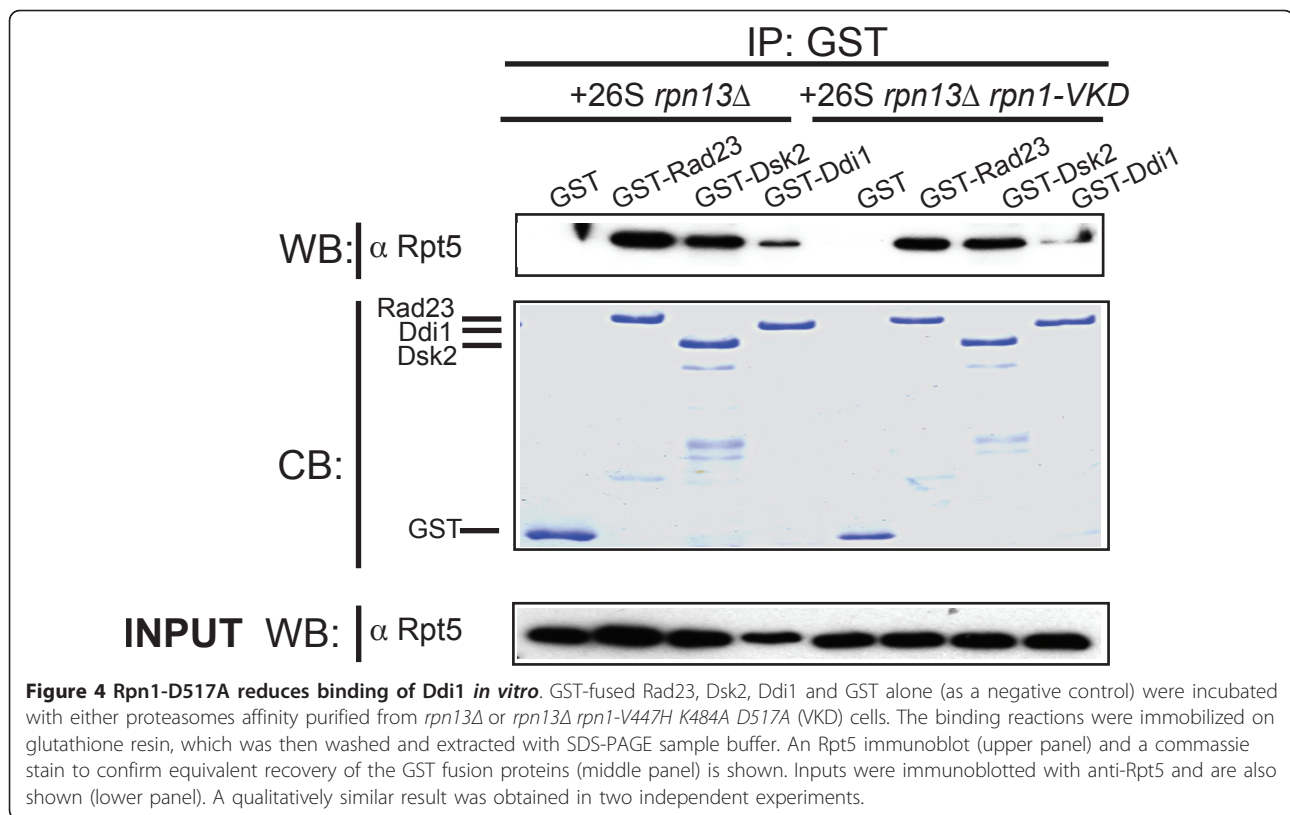 IP: GST
+26S rpn13Δ +26S rpn13Δ rpn1-VKD
GST GST-Rad23 GST-Dsk2 GST-Ddi1 GST GST-Rad23 GST-Dsk2 GST-Ddi1
WB: α Rpt5
Rad23
Ddi1
Dsk2
CB:
GST
INPUT WB: α Rpt5
Figure 4 Rpn1-D517A reduces binding of Ddi1 in vitro. GST-fused Rad23, Dsk2, Ddi1 and GST alone (as a negative control) were incubated
with either proteasomes affinity purified from rpn13Δ or rpn13Δ rpn1-V447H K484A D517A (VKD) cells. The binding reactions were immobilized on
glutathione resin, which was then washed and extracted with SDS-PAGE sample buffer. An Rpt5 immunoblot (upper panel) and a commassie
stain to confirm equivalent recovery of the GST fusion proteins (middle panel) is shown. Inputs were immunoblotted with anti-Rpt5 and are also
shown (lower panel). A qualitatively similar result was obtained in two independent experiments.